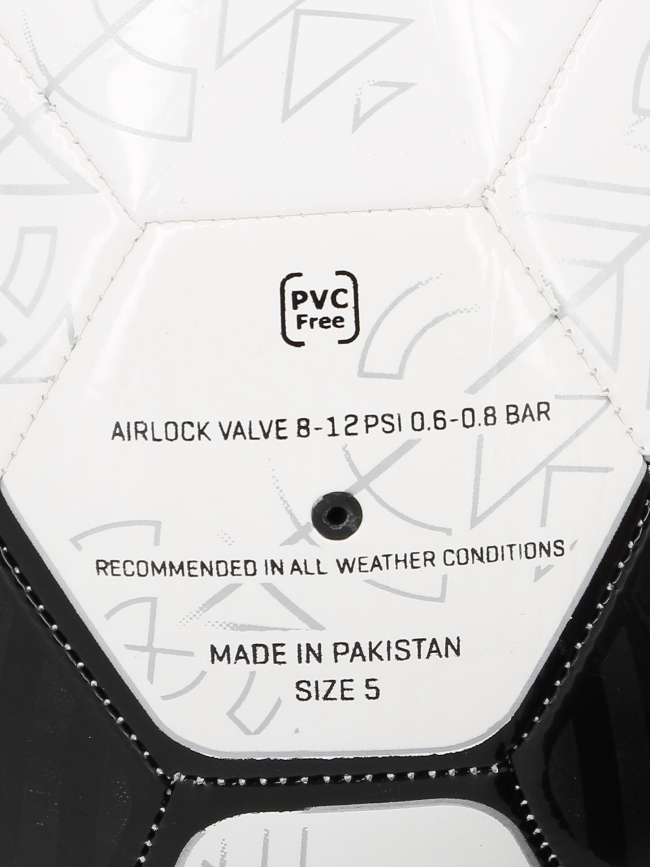 PVC
Free
AIRLOCK VALVE 8-12 PSI 0.6-0.8 BAR
RECOMMENDED IN ALL WEATHER CONDITIONS
MADE IN PAKISTAN
SIZE 5